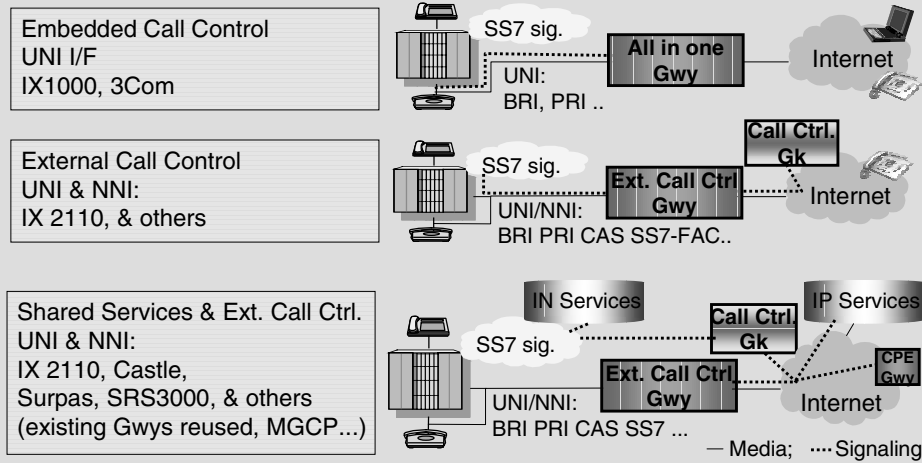 Embedded Call Control
UNI I/F
IX1000, 3Com
SS7 sig.
All in one
Gwy
Internet
UNI:
BRI, PRI ..
External Call Control
UNI & NNI:
IX 2110, & others
SS7 sig.
Ext. Call Ctrl
Gwy
Call Ctrl.
Gk
Internet
UNI/NNI:
BRI PRI CAS SS7-FAC..
Shared Services & Ext. Call Ctrl.
UNI & NNI:
IX 2110, Castle,
Surpas, SRS3000, & others
(existing Gwys reused, MGCP...)
IN Services
IP Services
SS7 sig.
Call Ctrl.
Gk
Ext. Call Ctrl
Gwy
CPE
Gwy
Internet
UNI/NNI:
BRI PRI CAS SS7 ...
Media; Signaling